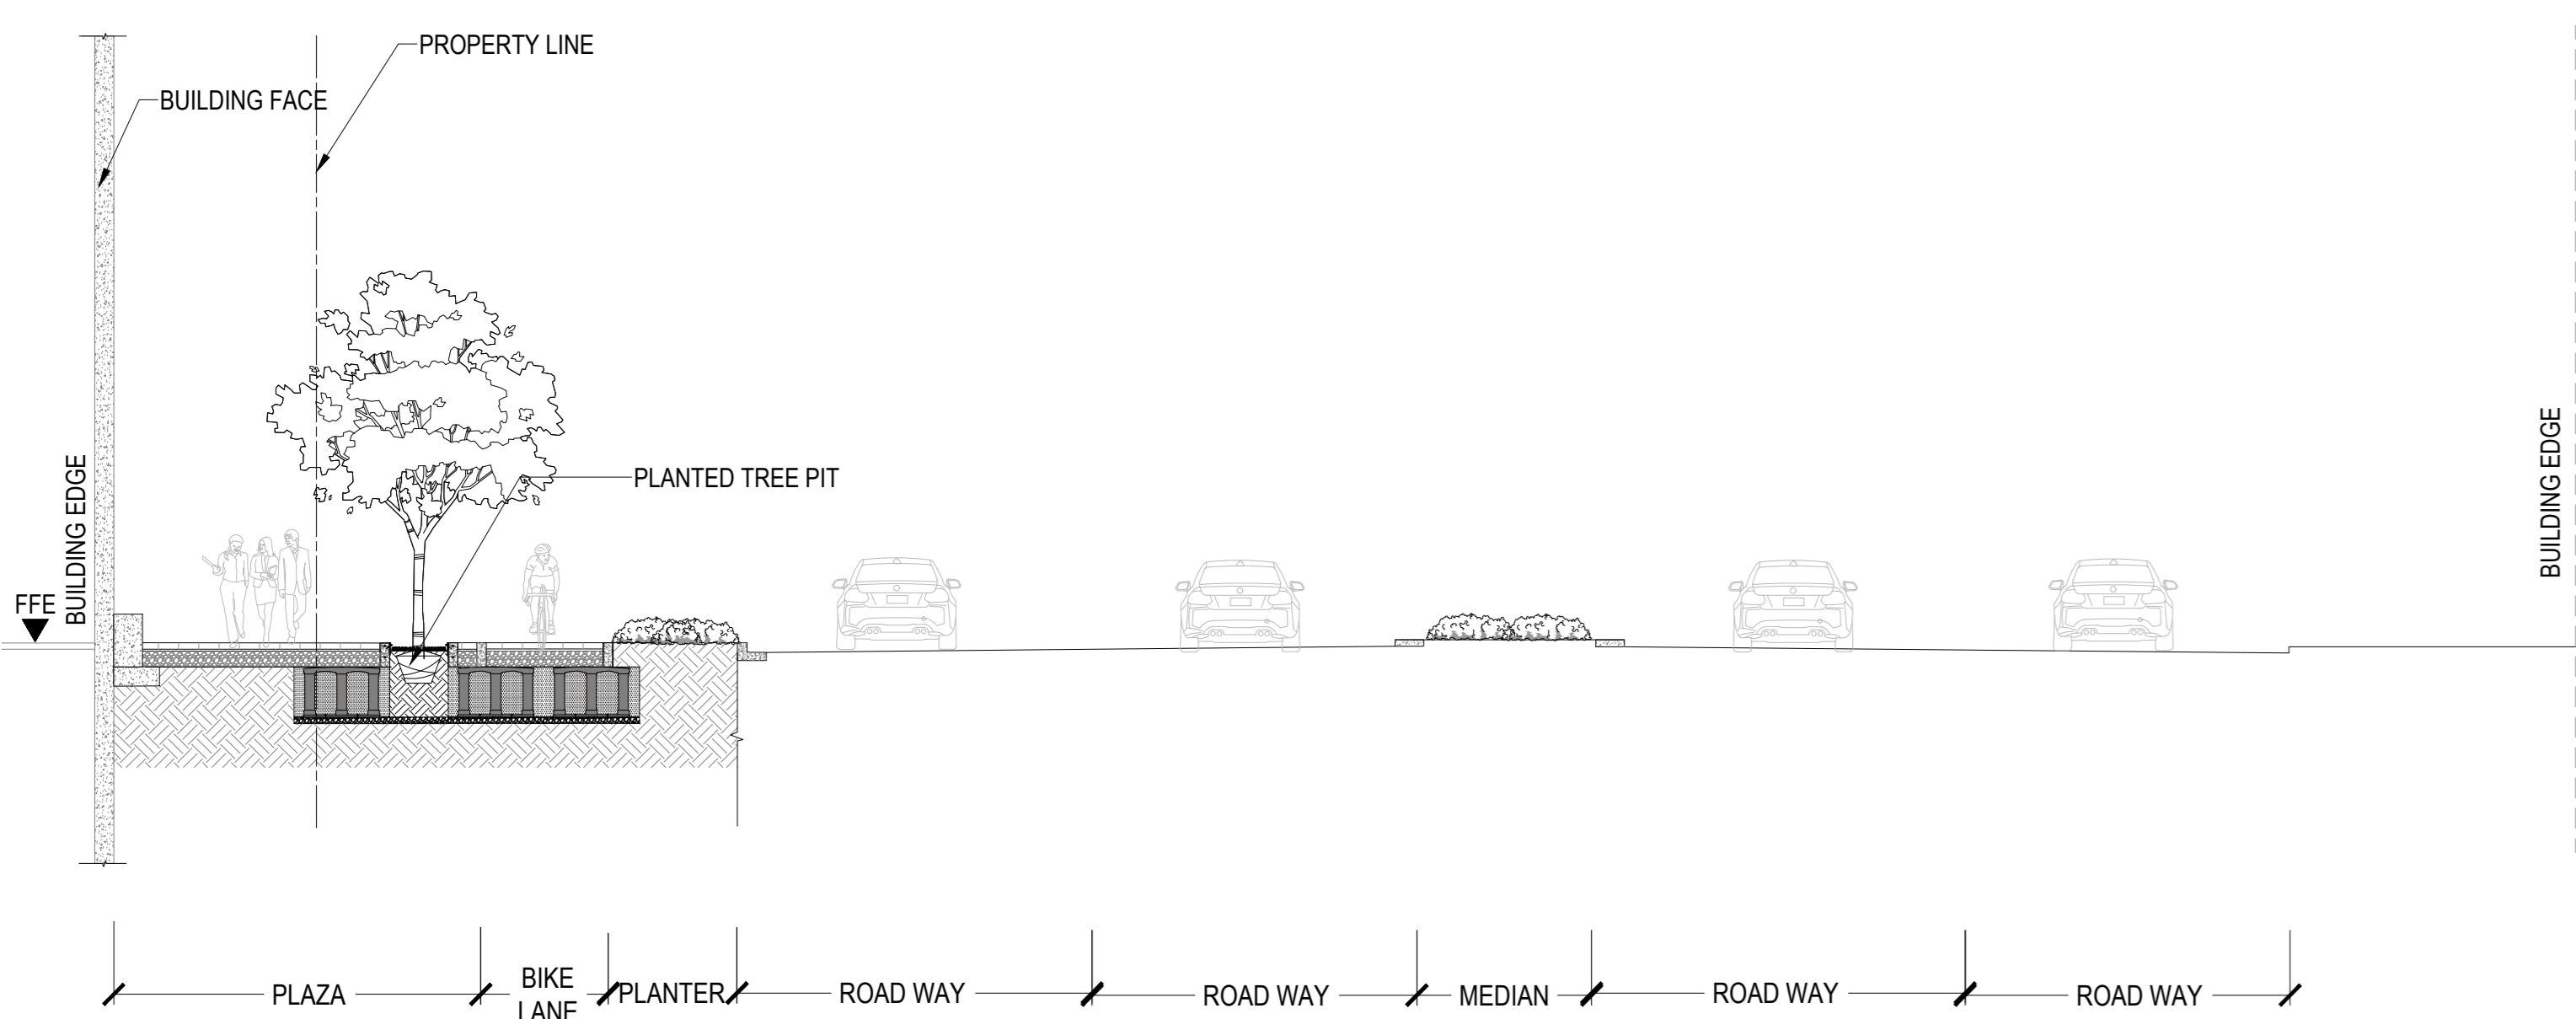 PROPERTY LINE
BUILDING FACE
BUILDING EDGE
BUILDING EDGE
PLANTED TREE PIT
FFE
PLAZA
BIKE
LANE
PLANTER
ROAD WAY
ROAD WAY
MEDIAN
ROAD WAY
ROAD WAY